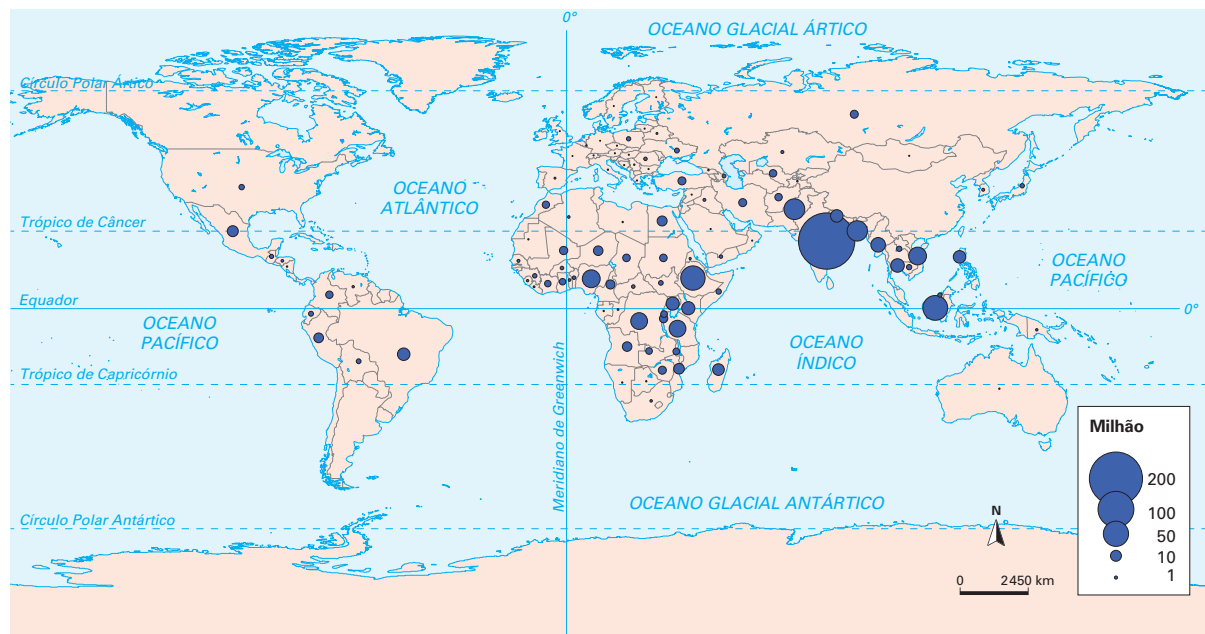 0°
OCEANO GLACIAL ÁRTICO
Círculo Polar Ártico
OCEANO
ATLÂNTICO
Trópico de Câncer
OCEANO
PACÍFICO
Equador
0°
OCEANO
PACÍFICO
OCEANO
ÍNDICO
Trópico de Capricórnio
Meridiano de Greenwich
Milhão
200
100
50
10
1
OCEANO GLACIAL ANTÁRTICO
Círculo Polar Antártico
N
0 2450 km